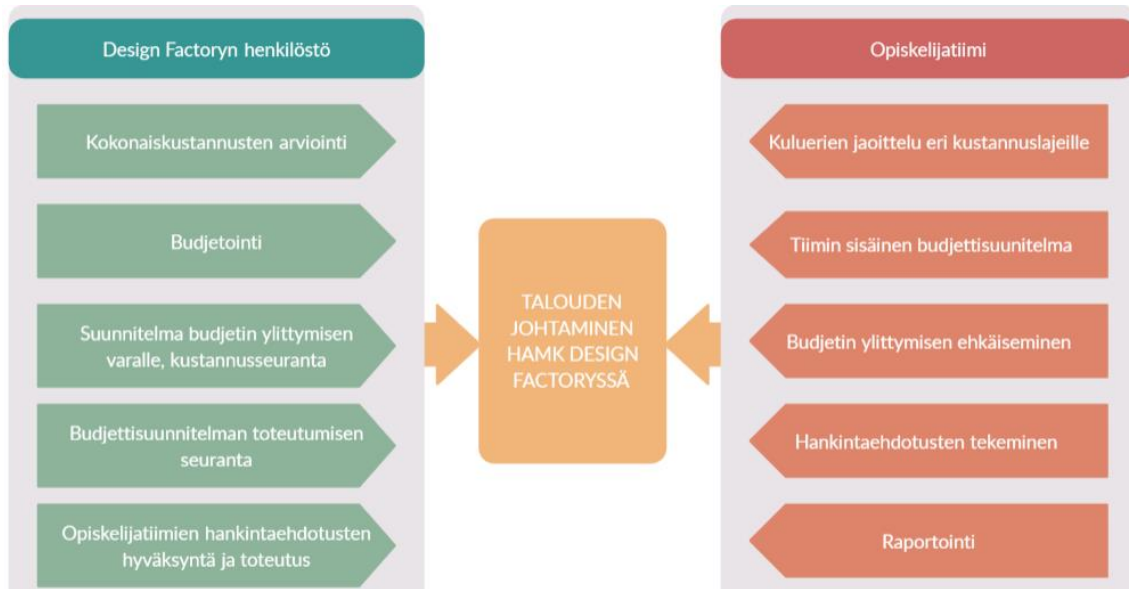 Design Factoryn henkilöstö
Kokonaiskustannusten arviointi
Budjetointi
Suunnitelma budjetin ylittymisen
varalle, kustannusseuranta
Budjettisuunnitelman toteutumisen
seuranta
Opiskelijatiimien hankintaehdotusten
hyväksyntä ja toteutus
TALOUDEN
JOHTAMINEN
HAMK DESIGN
FACTORYSSÄ
Opiskelijatiimi
Kuluerien jaoittelu eri kustannuslajeille
Tiimin sisäinen budjettisuunitelma
Budjetin ylittymisen ehkäiseminen
Hankintaehdotusten tekeminen
Raportointi